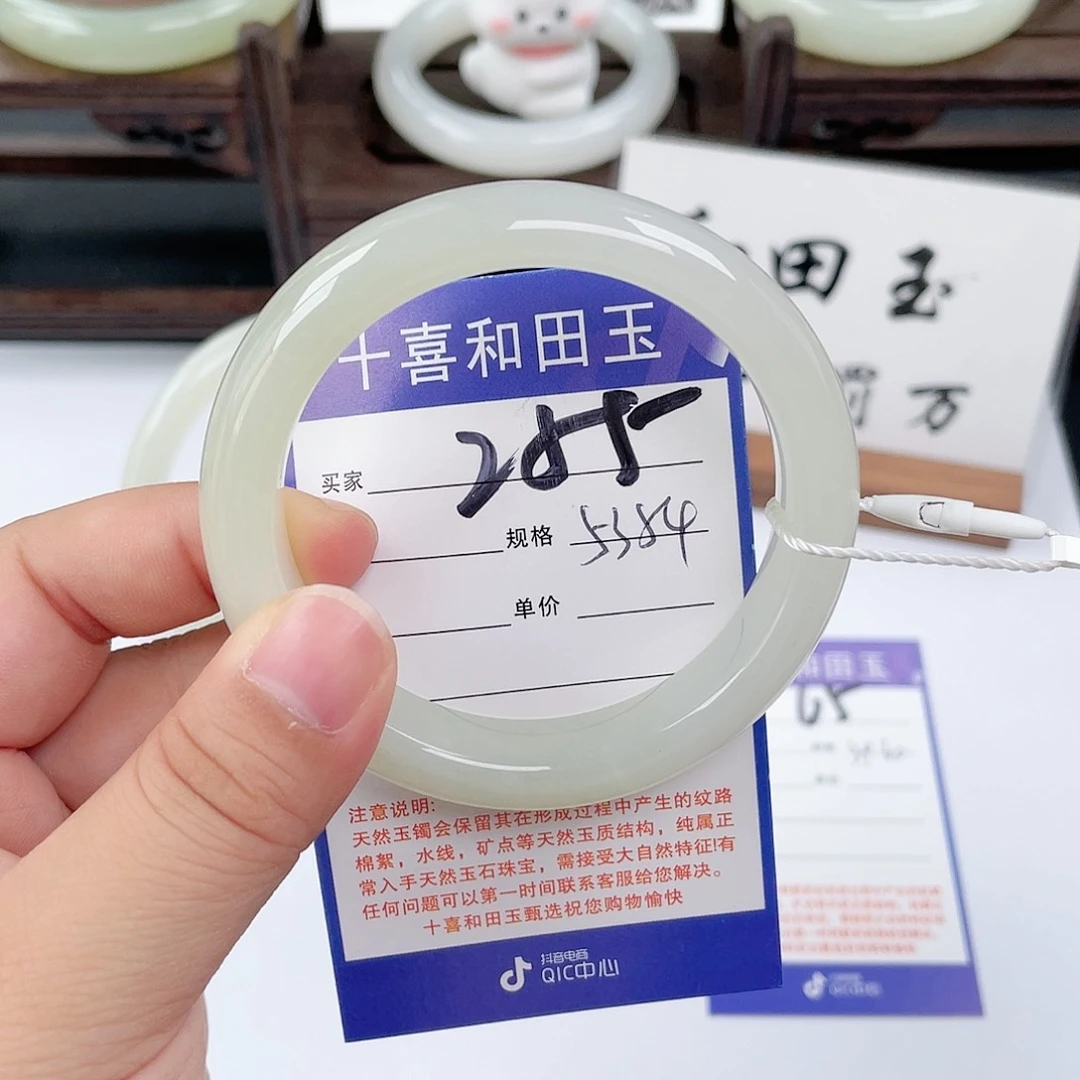 田玉
万
十喜和田玉
买家 285
规格 5384
单价
注意说明:
天然玉镯会保留其在形成过程中产生的纹路
棉絮，水线，矿点等天然玉质结构，纯属正
常入手天然玉石珠宝，需接受大自然特征!有
任何问题可以第一时间联系客服给您解决。
十喜和田玉甄选祝您购物愉快
抖音电商
QIC中心
和田玉